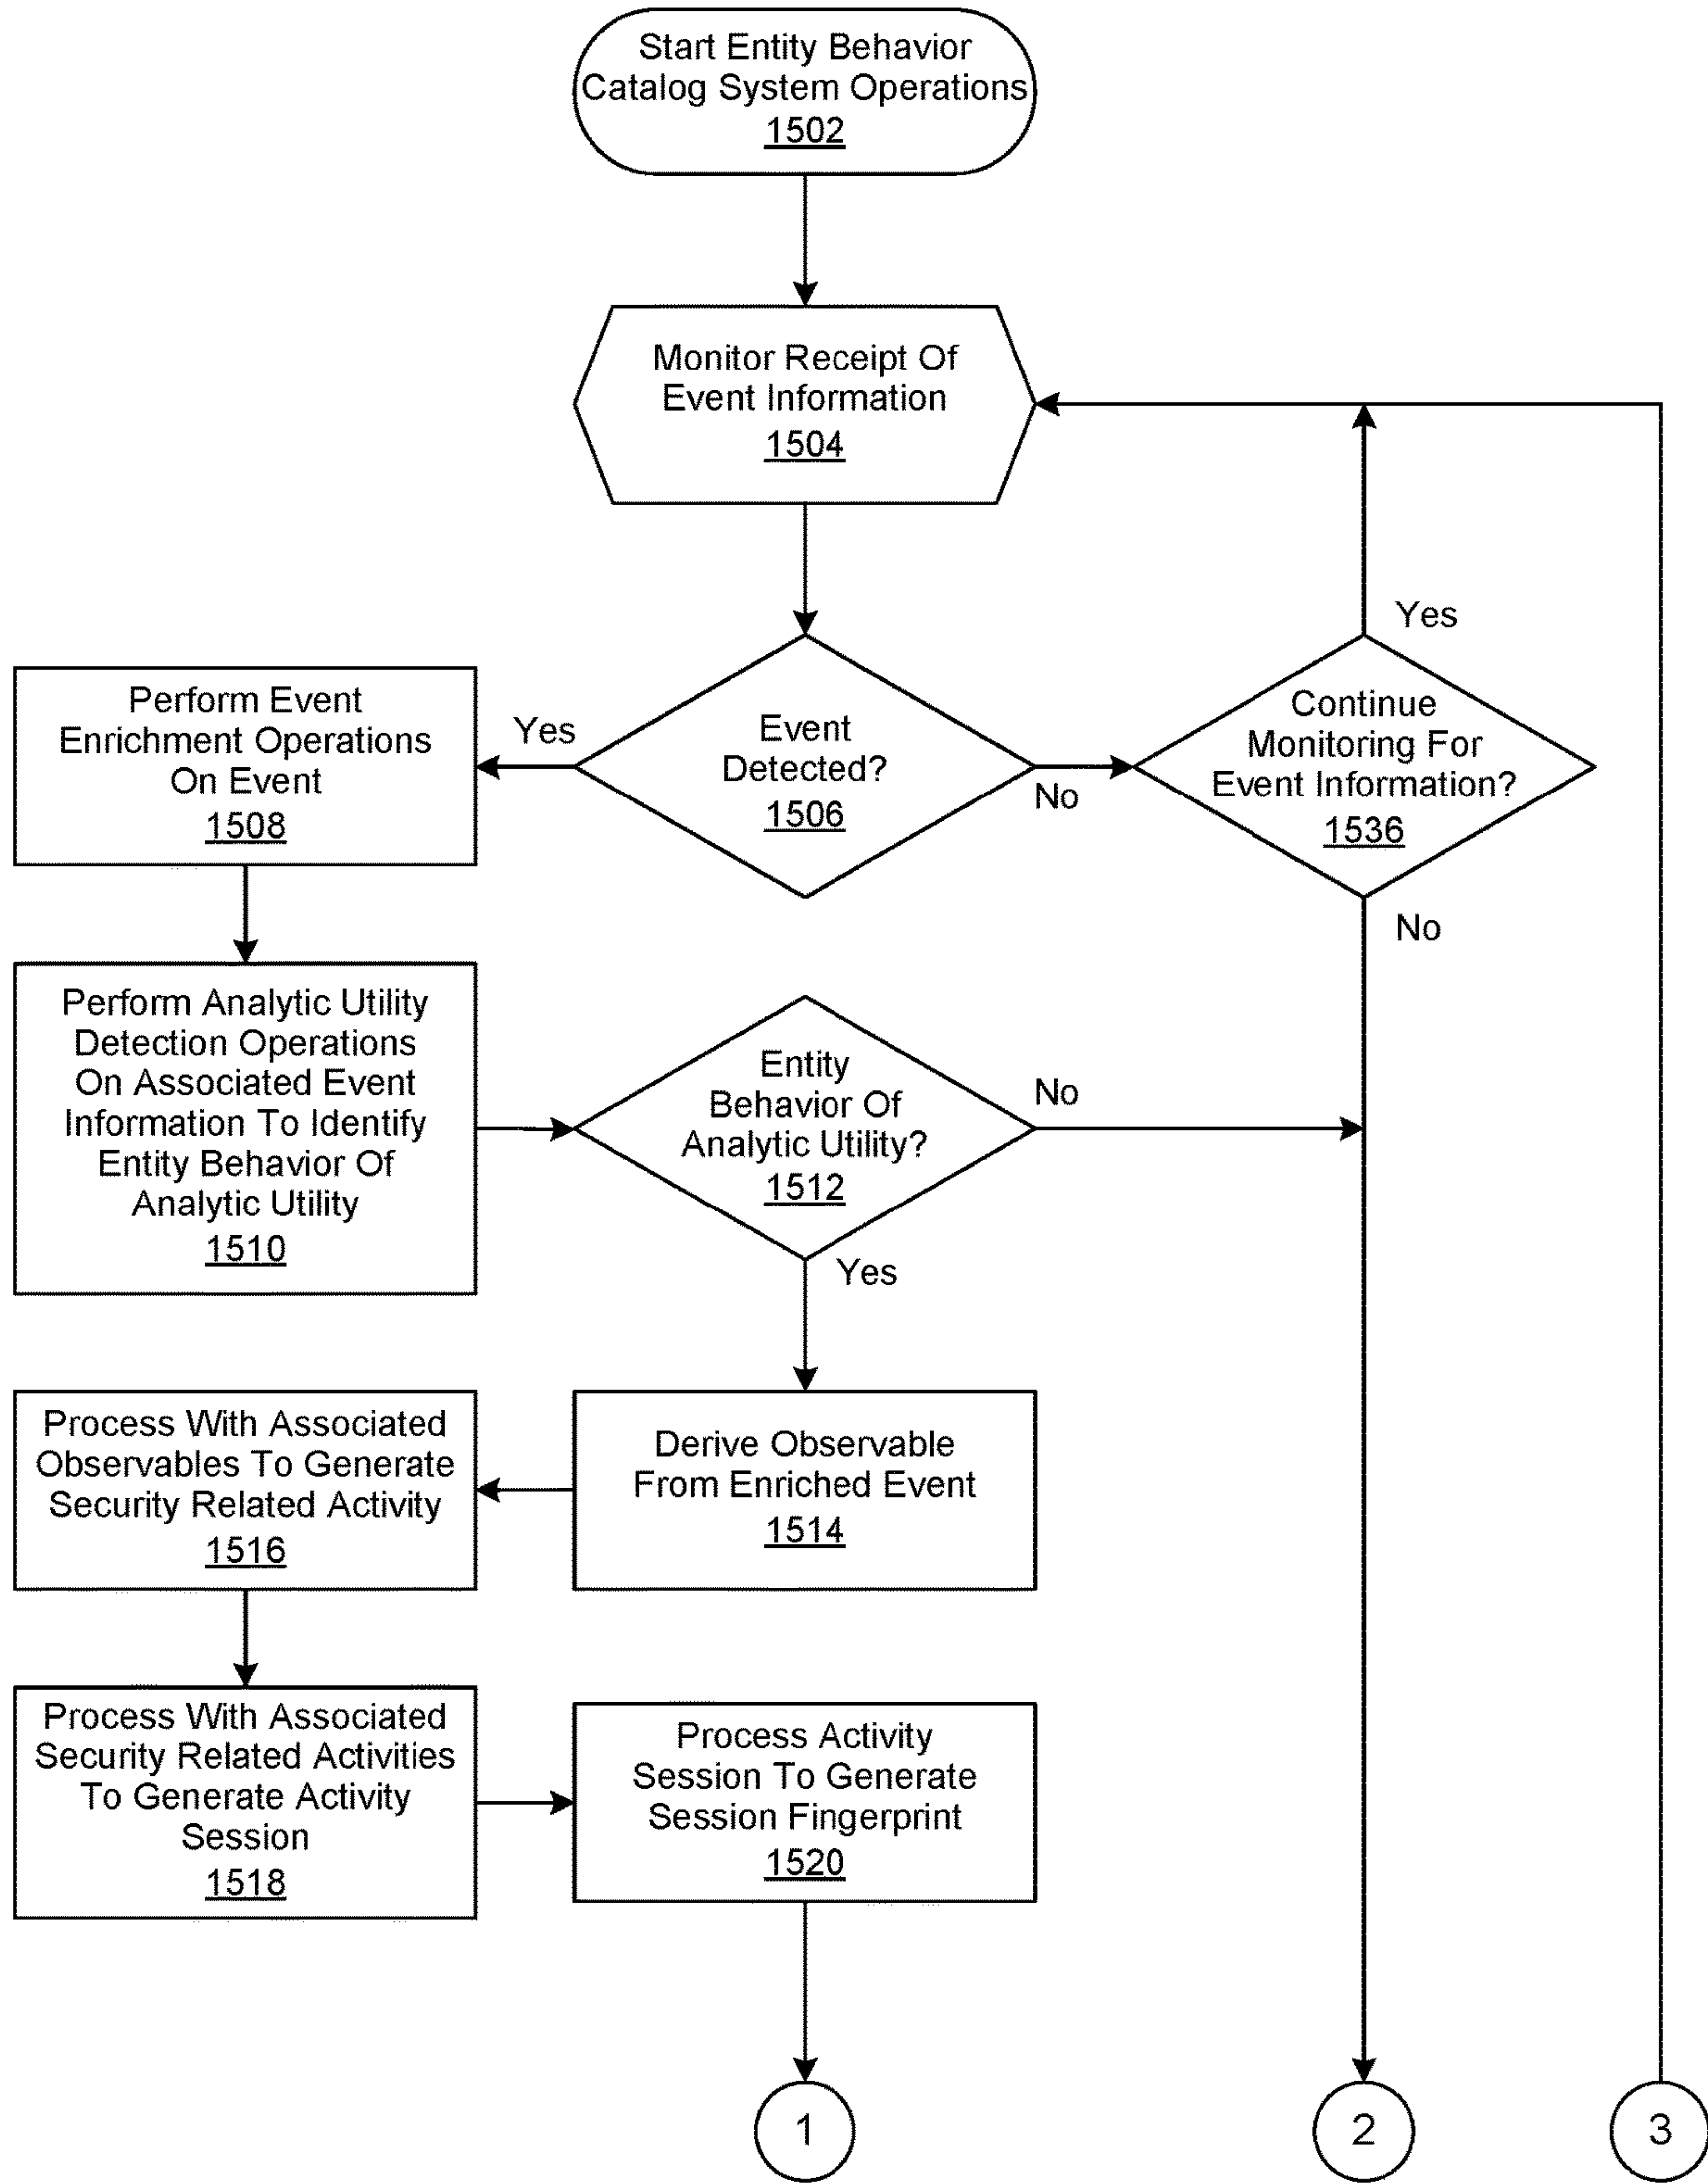 Start Entity Behavior
Catalog System Operations
1502
Monitor Receipt Of
Event Information
1504
Yes
Perform Event
Enrichment Operations
On Event
1508
Yes
Event
Detected?
1506
No
Continue
Monitoring For
Event Information?
1536
No
Perform Analytic Utility
Detection Operations
On Associated Event
Information To Identify
Entity Behavior Of
Analytic Utility
1510
Entity
Behavior Of
Analytic Utility?
1512
No
Yes
Process With Associated
Observables To Generate
Security Related Activity
1516
Derive Observable
From Enriched Event
1514
Process With Associated
Security Related Activities
To Generate Activity
Session
1518
Process Activity
Session To Generate
Session Fingerprint
1520
1
2
3